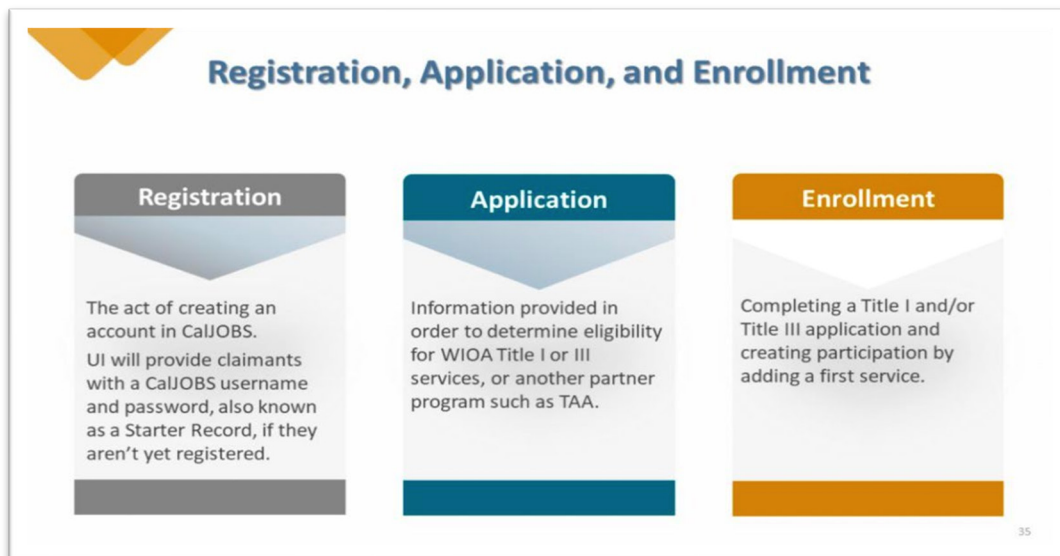 Registration, Application, and Enrollment
Registration
The act of creating an
account in CalJOBS.
UI will provide claimants
with a CalJOBS username
and password, also known
as a Starter Record, if they
aren't yet registered.
Application
Information provided in
order to determine eligibility
for WIOA Title I or III
services, or another partner
program such as TAA.
Enrollment
Completing a Title I and/or
Title III application and
creating participation by
adding a first service.
35